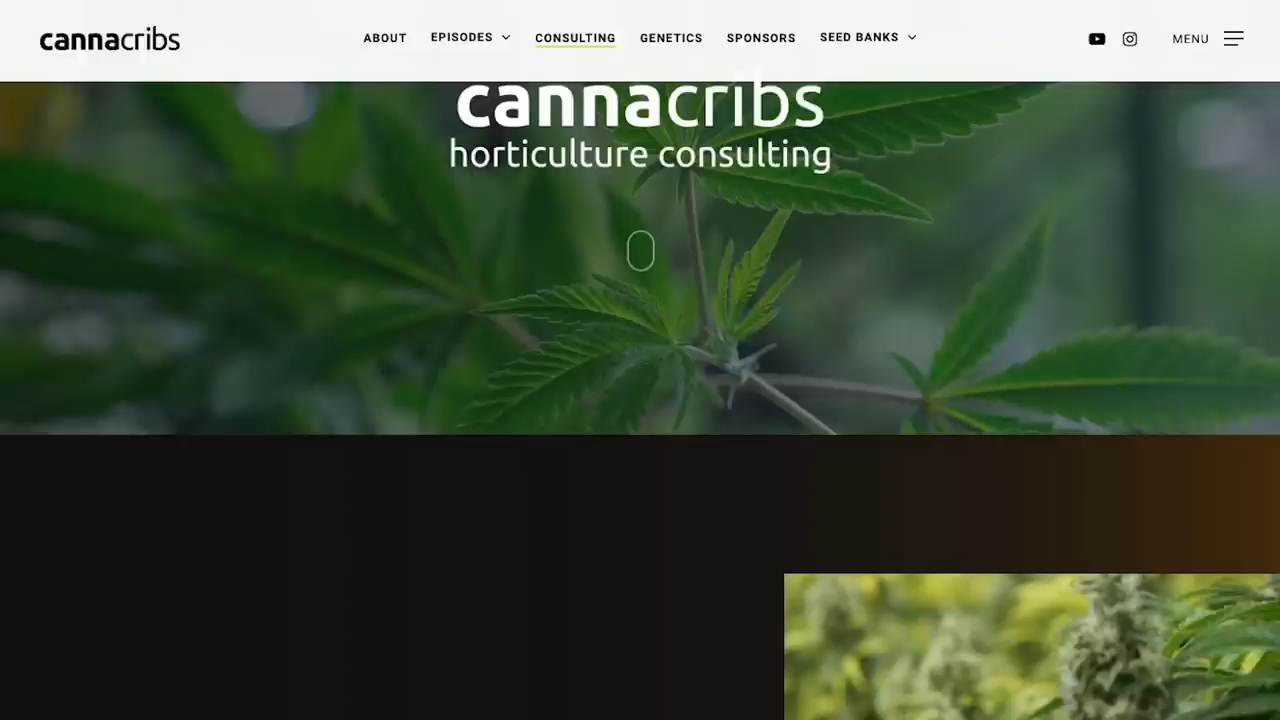 cannacribs
ABOUT
EPISODES
CONSULTING
GENETICS
SPONSORS
SEED BANKS
MENU
cannacribs
horticulture consulting